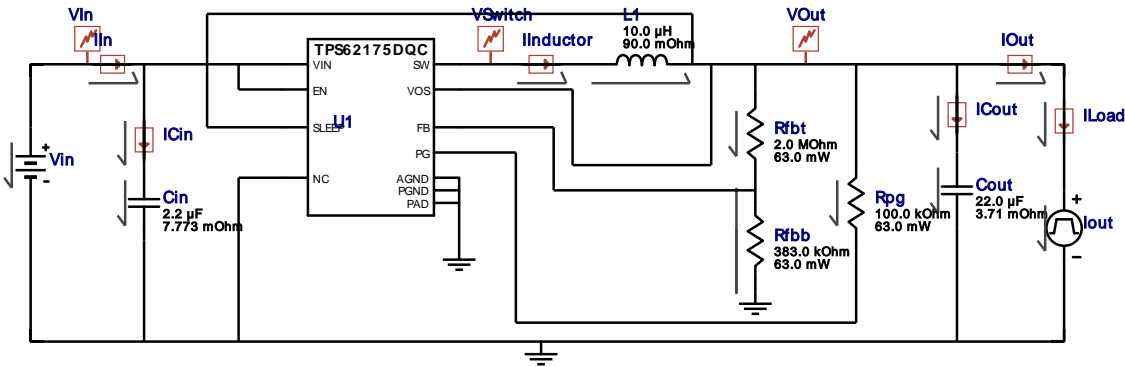 VIn
IIn
VSwitch
IInductor
L1
10.0 µH
90.0 mOhm
VOut
IOut
TPS62175DQC
VIN
EN
SLEEP
NC
U1
SW
VOS
FB
PG
AGND
PGND
PAD
Vin
ICin
Cin
2.2 µF
7.773 mOhm
Rfbt
2.0 MOhm
63.0 mW
Rfbb
383.0 kOhm
63.0 mW
Rpg
100.0 kOhm
63.0 mW
ICout
Cout
22.0 µF
3.71 mOhm
ILoad
Iout